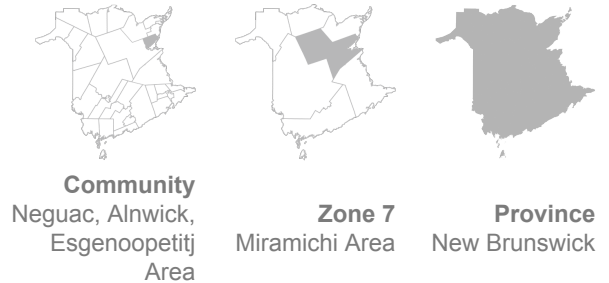 Community
Neguac, Alnwick,
Esgenoopetitj
Area
Zone 7
Miramichi Area
Province
New Brunswick